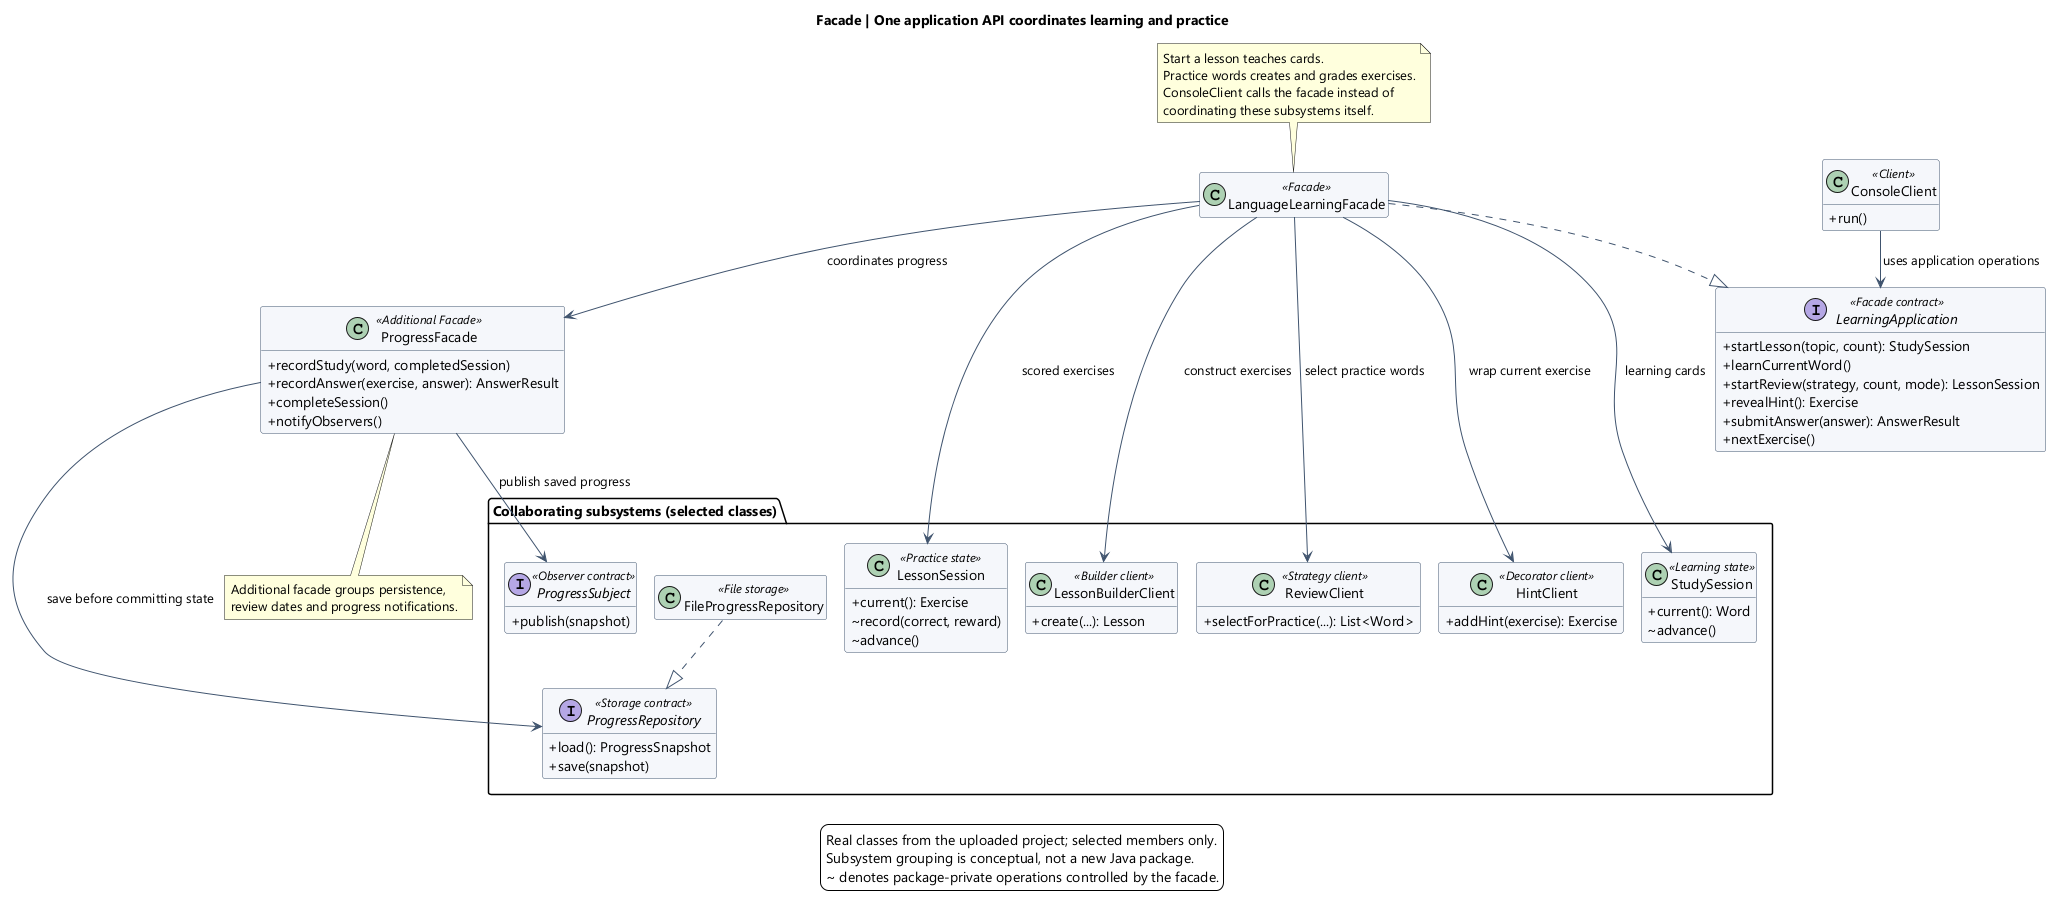 Facade | One application API coordinates learning and practice
Start a lesson teaches cards.
Practice words creates and grades exercises.
ConsoleClient calls the facade instead of
coordinating these subsystems itself.
C
«Facade»
LanguageLearningFacade
C
«Client»
ConsoleClient
+run()
coordinates progress
uses application operations
C
«Additional Facade»
ProgressFacade
+recordStudy(word, completedSession)
+recordAnswer(exercise, answer): AnswerResult
+completeSession()
+notifyObservers()
scored exercises
construct exercises
select practice words
wrap current exercise
learning cards
I
«Facade contract»
LearningApplication
+startLesson(topic, count): StudySession
+learnCurrentWord()
+startReview(strategy, count, mode): LessonSession
+revealHint(): Exercise
+submitAnswer(answer): AnswerResult
+nextExercise()
publish saved progress
Collaborating subsystems (selected classes)
save before committing state
Additional facade groups persistence,
review dates and progress notifications.
I
«Observer contract»
ProgressSubject
+publish(snapshot)
C
«File storage»
FileProgressRepository
C
«Practice state»
LessonSession
+current(): Exercise
~record(correct, reward)
~advance()
C
«Builder client»
LessonBuilderClient
+create(...): Lesson
C
«Strategy client»
ReviewClient
+selectForPractice(...): List<Word>
C
«Decorator client»
HintClient
+addHint(exercise): Exercise
C
«Learning state»
StudySession
+current(): Word
~advance()
I
«Storage contract»
ProgressRepository
+load(): ProgressSnapshot
+save(snapshot)
Real classes from the uploaded project; selected members only.
Subsystem grouping is conceptual, not a new Java package.
~ denotes package-private operations controlled by the facade.